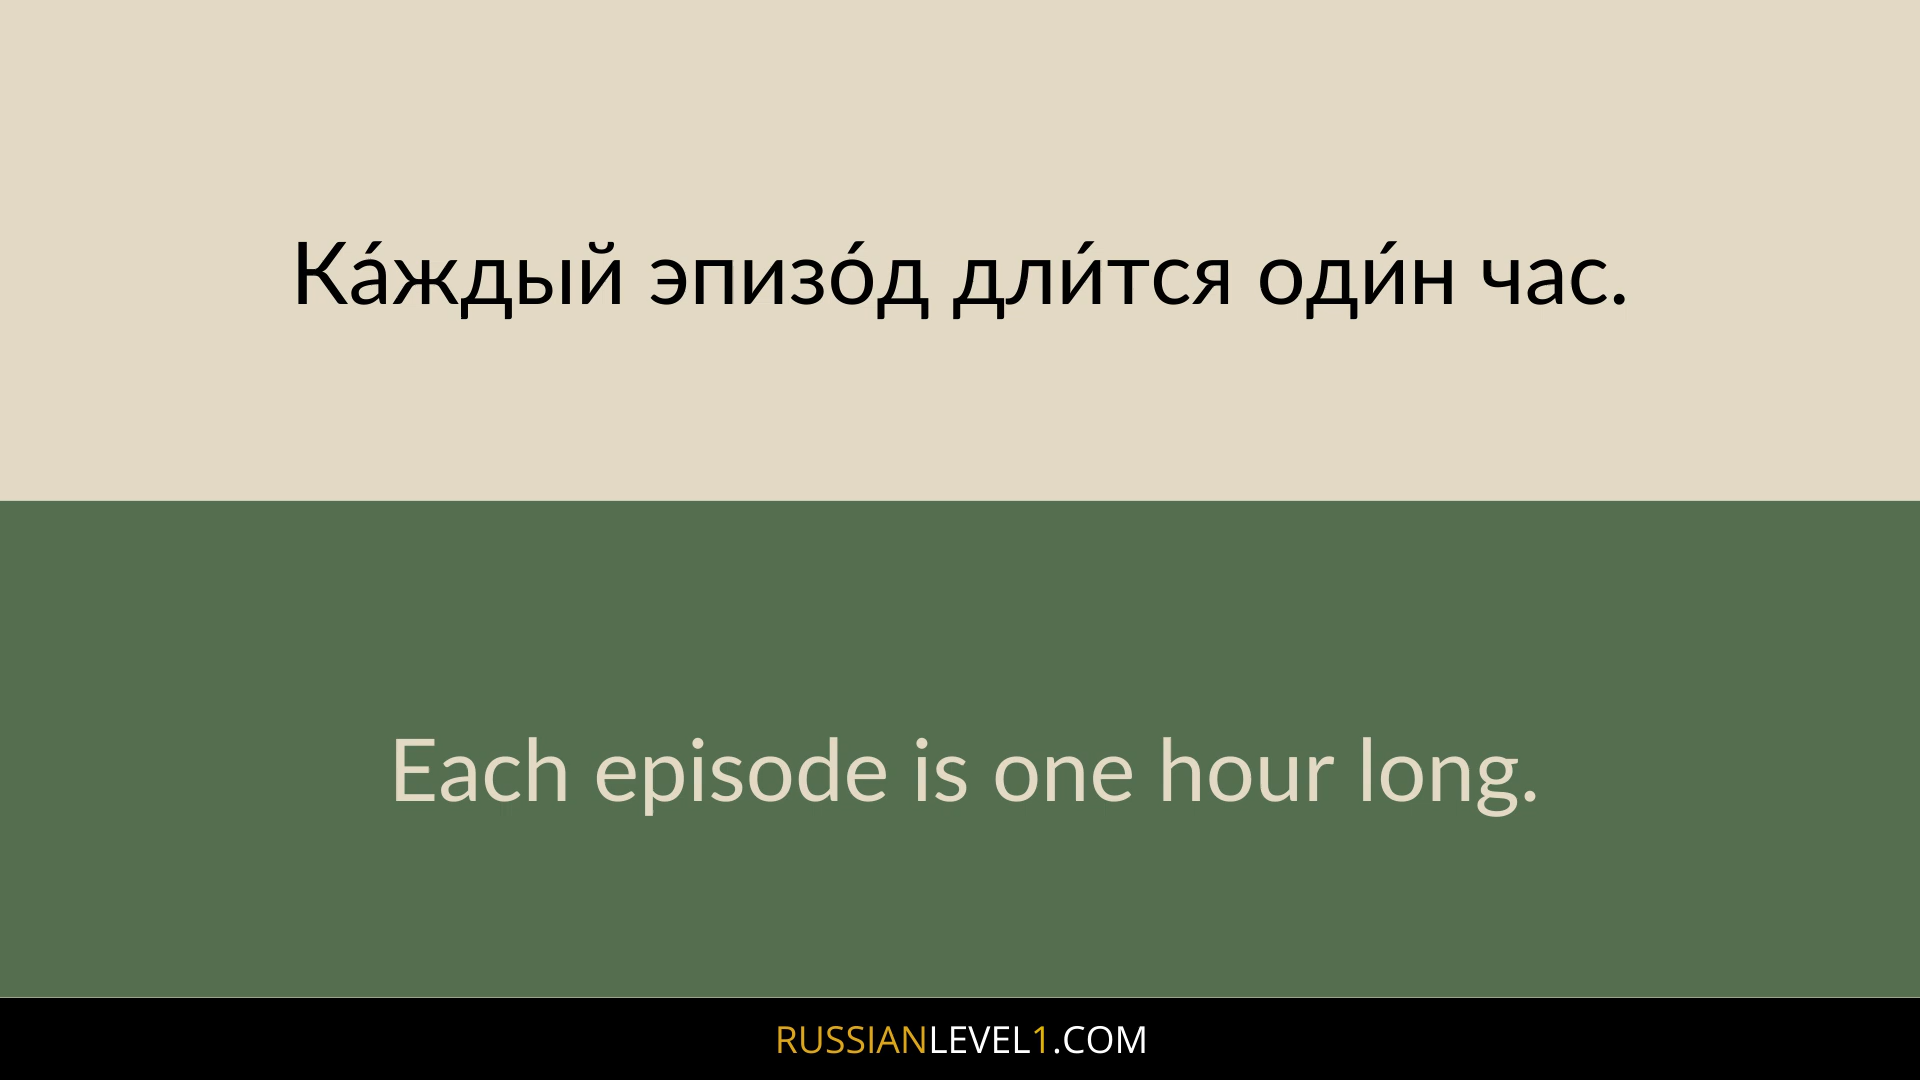 Ка́ждый эпизо́д дли́тся оди́н час.
Each episode is one hour long.
RUSSIANLEVEL1.COM